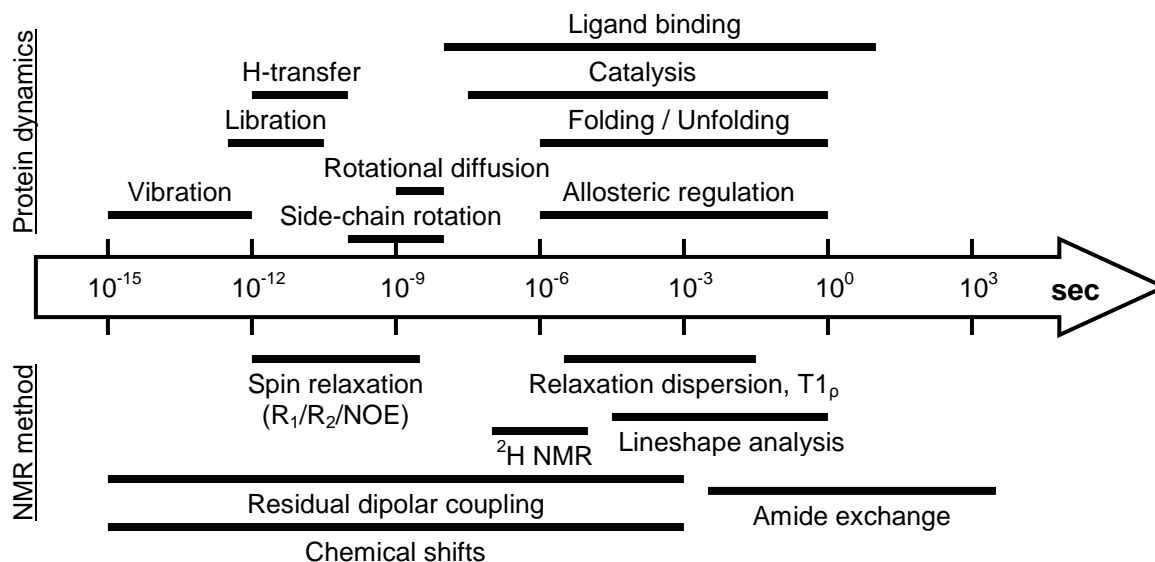 Protein dynamics
Ligand binding
H-transfer
Catalysis
Libration
Folding / Unfolding
Rotational diffusion
Vibration
Allosteric regulation
Side-chain rotation
10⁻¹⁵ 10⁻¹² 10⁻⁹ 10⁻⁶ 10⁻³ 10⁰ 10³ sec
NMR method
Spin relaxation
(R₁/R₂/NOE)
Relaxation dispersion, T1ᵨ
Lineshape analysis
²H NMR
Residual dipolar coupling
Amide exchange
Chemical shifts